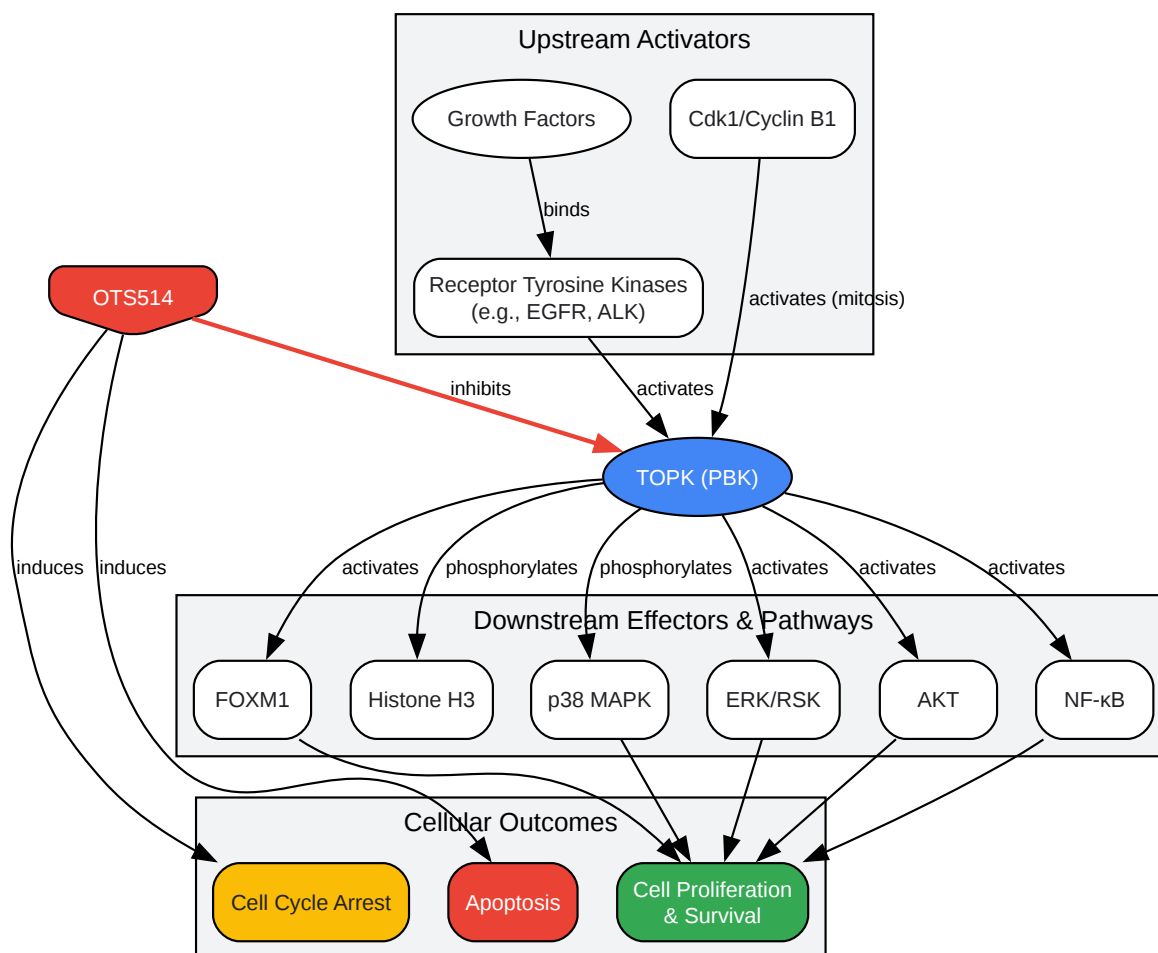 Upstream Activators
Growth Factors
Cdk1/Cyclin B1
binds
Receptor Tyrosine Kinases
(e.g., EGFR, ALK)
OTS514
activates (mitosis)
inhibits
activates
TOPK (PBK)
induces
induces
activates
phosphorylates
phosphorylates
activates
activates
activates
Downstream Effectors & Pathways
FOXM1
Histone H3
p38 MAPK
ERK/RSK
AKT
NF-κB
Cellular Outcomes
Cell Cycle Arrest
Apoptosis
Cell Proliferation
& Survival